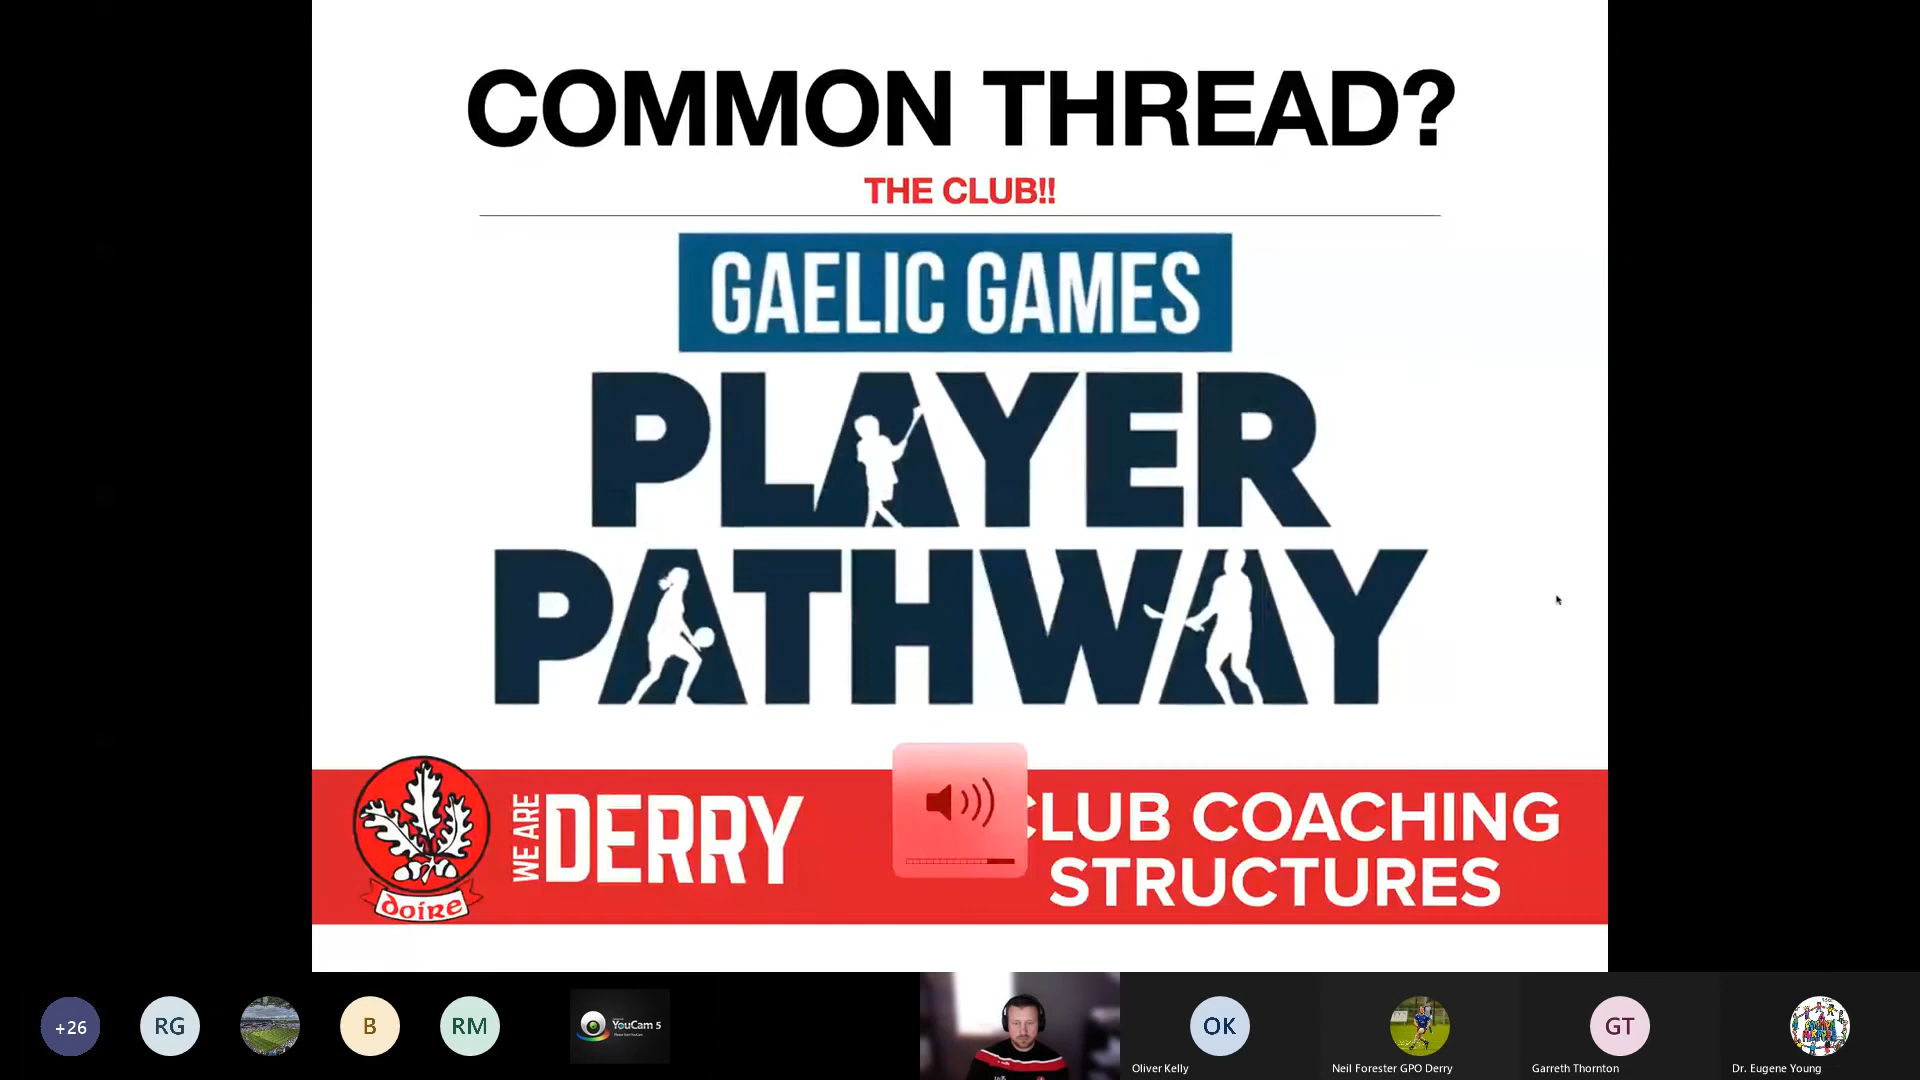 COMMON THREAD?
THE CLUB!!
GAELIC GAMES
PLAYER
PATHWAY
WE ARE
DERRY
doire
CLUB COACHING
STRUCTURES
+26
RG
B
RM
YouCam 5
OK
GT
Oliver Kelly
Neil Forester GPO Derry
Garreth Thornton
Dr. Eugene Young